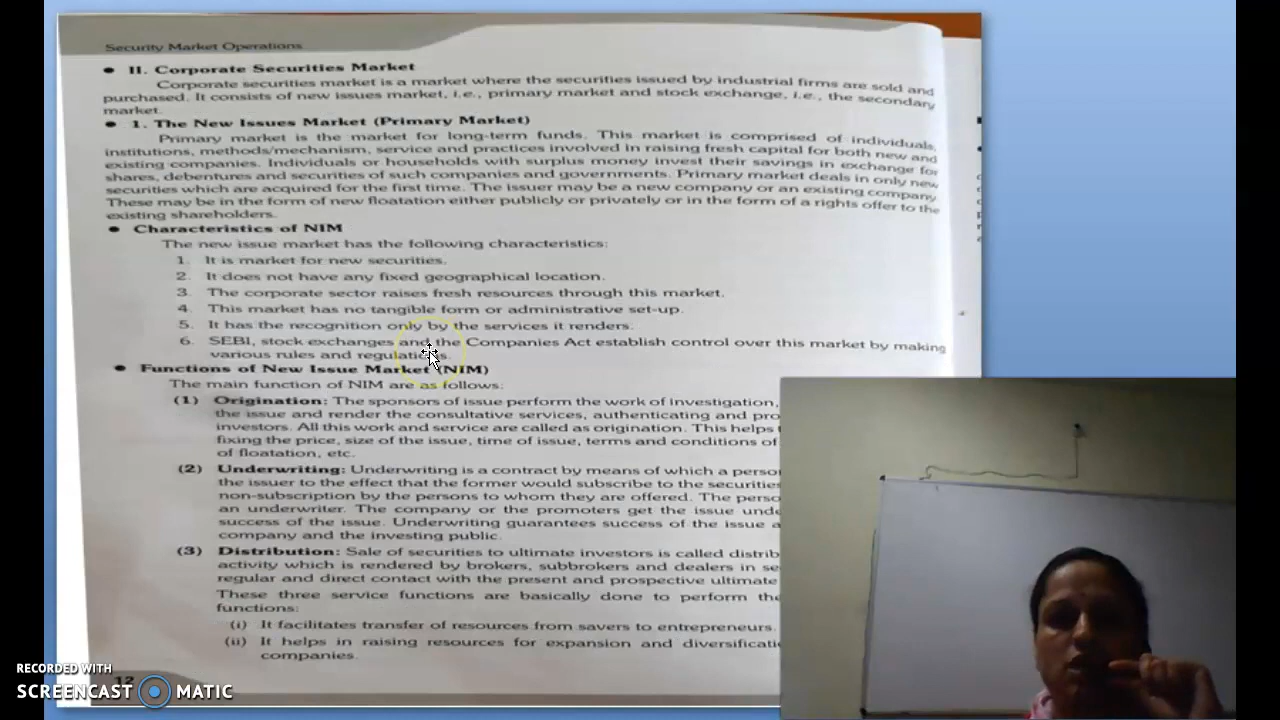 Security Market Operations
• II. Corporate Securities Market
Corporate securities market is a market where the securities issued by industrial firms are sold and
purchased. It consists of new issues market, i.e., primary market and stock exchange, i.e., the secondary
market.
• 1. The New Issues Market (Primary Market)
Primary market is the market for long-term funds. This market is comprised of individuals,
institutions, methods/mechanism, service and practices involved in raising fresh capital for both new and
existing companies. Individuals or households with surplus money invest their savings in exchange for
shares, debentures and securities of such companies and governments. Primary market deals in only new
securities which are acquired for the first time. The issuer may be a new company or an existing company.
These may be in the form of new floatation either publicly or privately or in the form of a rights offer to the
existing shareholders.
• Characteristics of NIM
The new issue market has the following characteristics:
1. It is market for new securities.
2. It does not have any fixed geographical location.
3. The corporate sector raises fresh resources through this market.
4. This market has no tangible form or administrative set-up.
5. It has the recognition only by the services it renders.
6. SEBI, stock exchanges and the Companies Act establish control over this market by making
various rules and regulations.
• Functions of New Issue Market (NIM)
The main function of NIM are as follows:
(1) Origination: The sponsors of issue perform the work of investigation,
the issue and render the consultative services, authenticating and pro
investors. All this work and service are called as origination. This helps
fixing the price, size of the issue, time of issue, terms and conditions of
of floatation, etc.
(2) Underwriting: Underwriting is a contract by means of which a perso
the issuer to the effect that the former would subscribe to the securities
non-subscription by the persons to whom they are offered. The perso
an underwriter. The company or the promoters get the issue unde
success of the issue. Underwriting guarantees success of the issue a
company and the investing public.
(3) Distribution: Sale of securities to ultimate investors is called distrib
activity which is rendered by brokers, subbrokers and dealers in se
regular and direct contact with the present and prospective ultimate
These three service functions are basically done to perform the
functions:
(i) It facilitates transfer of resources from savers to entrepreneurs.
(ii) It helps in raising resources for expansion and diversificati
companies.
12
RECORDED WITH
SCREENCAST MATIC